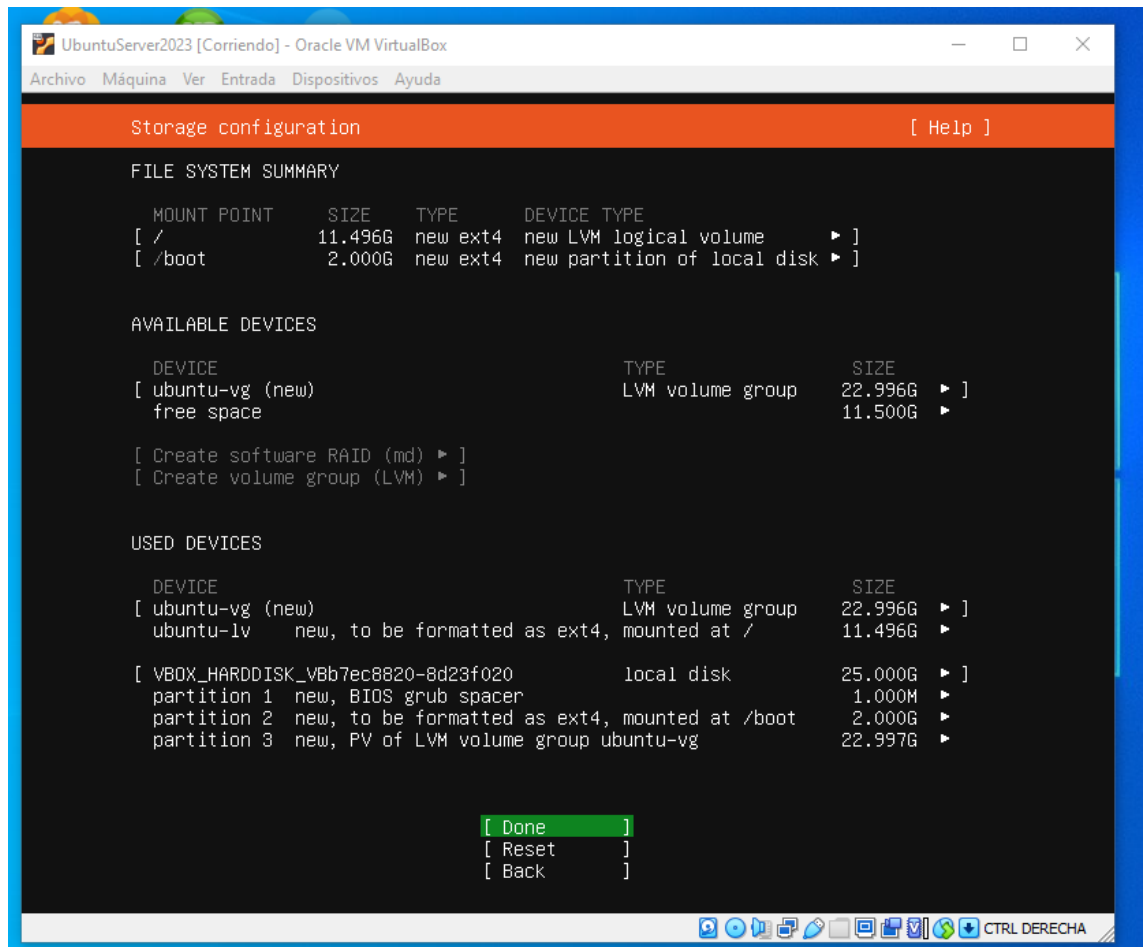 UbuntuServer2023 [Corriendo] - Oracle VM VirtualBox
Archivo Máquina Ver Entrada Dispositivos Ayuda
Storage configuration [ Help ]
FILE SYSTEM SUMMARY
MOUNT POINT SIZE TYPE DEVICE TYPE
[ / 11.496G new ext4 new LVM logical volume ▸ ]
[ /boot 2.000G new ext4 new partition of local disk ▸ ]
AVAILABLE DEVICES
DEVICE TYPE SIZE
[ ubuntu-vg (new) LVM volume group 22.996G ▸ ]
free space 11.500G ▸
[ Create software RAID (md) ▸ ]
[ Create volume group (LVM) ▸ ]
USED DEVICES
DEVICE TYPE SIZE
[ ubuntu-vg (new) LVM volume group 22.996G ▸ ]
ubuntu-lv new, to be formatted as ext4, mounted at / 11.496G ▸
[ VBOX_HARDDISK_VBb7ec8820-8d23f020 local disk 25.000G ▸ ]
partition 1 new, BIOS grub spacer 1.000M ▸
partition 2 new, to be formatted as ext4, mounted at /boot 2.000G ▸
partition 3 new, PV of LVM volume group ubuntu-vg 22.997G ▸
[ Done ]
[ Reset ]
[ Back ]
CTRL DERECHA